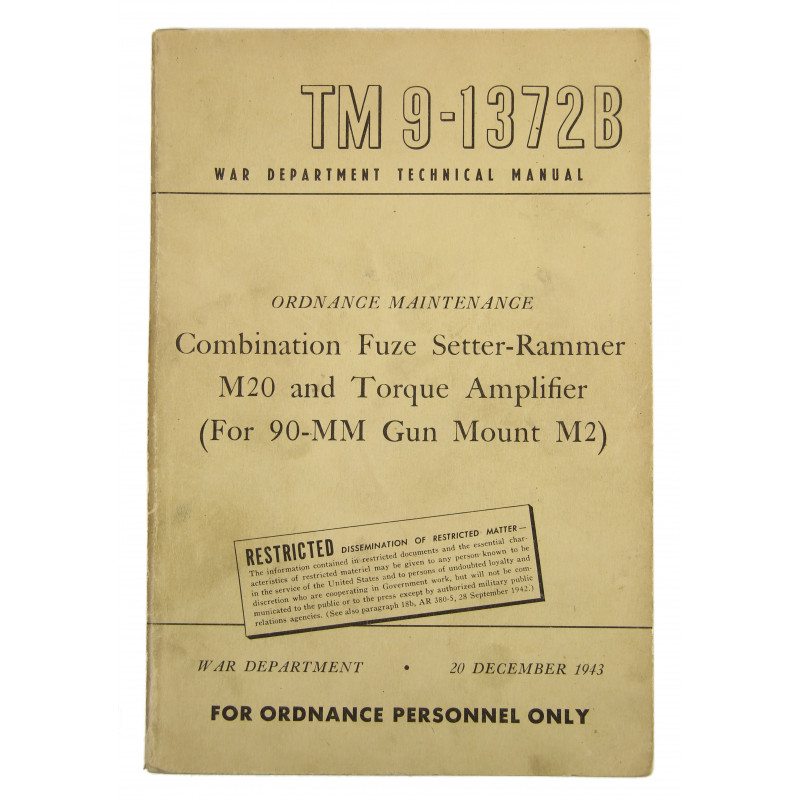 TM 9-1372B
WAR DEPARTMENT TECHNICAL MANUAL
ORDNANCE MAINTENANCE
Combination Fuze Setter-Rammer
M20 and Torque Amplifier
(For 90-MM Gun Mount M2)
RESTRICTED DISSEMINATION OF RESTRICTED MATTER—
The information contained in restricted documents and the essential char-
acteristics of restricted materiel may be given to any person known to be
in the service of the United States and to persons of undoubted loyalty and
discretion who are cooperating in Government work, but will not be com-
municated to the public or to the press except by authorized military public
relations agencies. (See also paragraph 18b, AR 380-5, 28 September 1942.)
WAR DEPARTMENT • 20 DECEMBER 1943
FOR ORDNANCE PERSONNEL ONLY